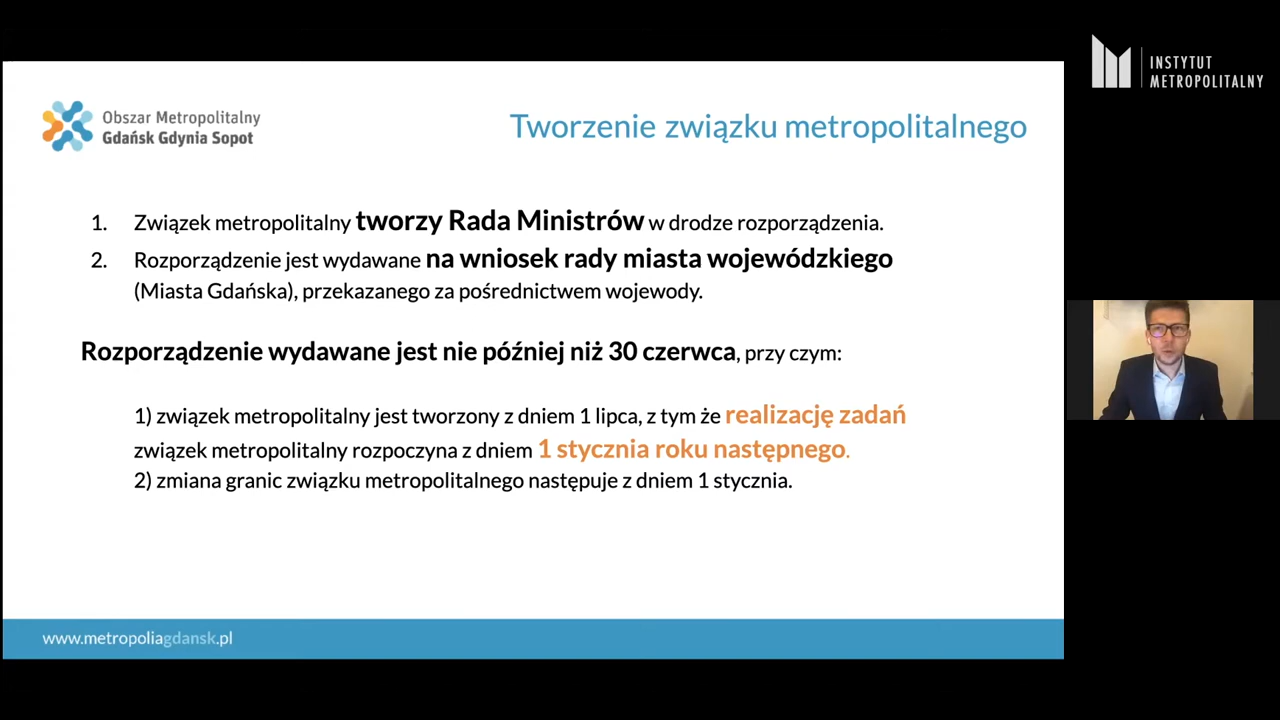 Obszar Metropolitalny
Gdańsk Gdynia Sopot
Tworzenie związku metropolitalnego
1. Związek metropolitalny tworzy Rada Ministrów w drodze rozporządzenia.
2. Rozporządzenie jest wydawane na wniosek rady miasta wojewódzkiego
(Miasta Gdańska), przekazanego za pośrednictwem wojewody.
Rozporządzenie wydawane jest nie później niż 30 czerwca, przy czym:
1) związek metropolitalny jest tworzony z dniem 1 lipca, z tym że realizację zadań
związek metropolitalny rozpoczyna z dniem 1 stycznia roku następnego.
2) zmiana granic związku metropolitalnego następuje z dniem 1 stycznia.
www.metropoliagdansk.pl
INSTYTUT
METROPOLITALNY